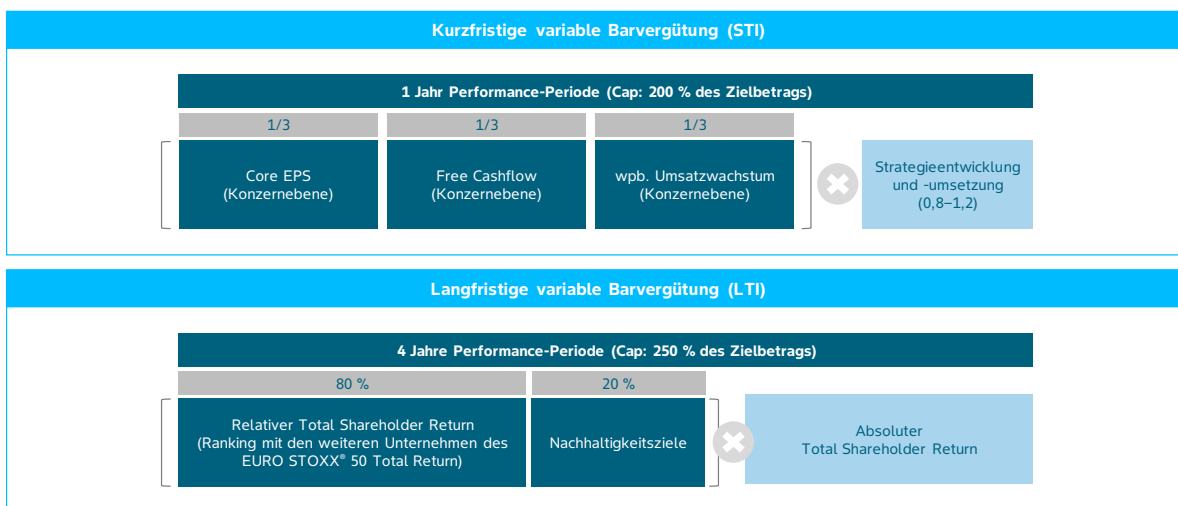 Kurzfristige variable Barvergütung (STI)
1 Jahr Performance-Periode (Cap: 200 % des Zielbetrags)
1/3
1/3
1/3
Core EPS
(Konzernebene)
Free Cashflow
(Konzernebene)
wpb. Umsatzwachstum
(Konzernebene)
Strategieentwicklung
und -umsetzung
(0,8–1,2)
Langfristige variable Barvergütung (LTI)
4 Jahre Performance-Periode (Cap: 250 % des Zielbetrags)
80 %
20 %
Relativer Total Shareholder Return
(Ranking mit den weiteren Unternehmen des
EURO STOXX® 50 Total Return)
Nachhaltigkeitsziele
Absoluter
Total Shareholder Return